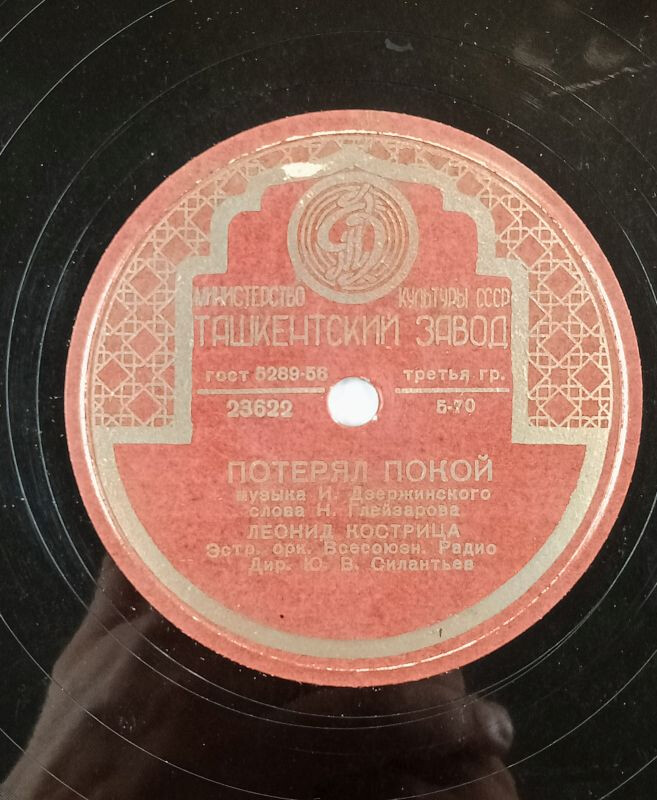 МИНИСТЕРСТВО КУЛЬТУРЫ СССР
ТАШКЕНТСКИЙ ЗАВОД
гост 5289-56 третья гр.
23622 Б-70
ПОТЕРЯЛ ПОКОЙ
музыка И. Дзержинского
слова Н. Глейзарова
ЛЕОНИД КОСТРИЦА
Эстр. орк. Всесоюзн. Радио
Дир. Ю. В. Силантьев
4